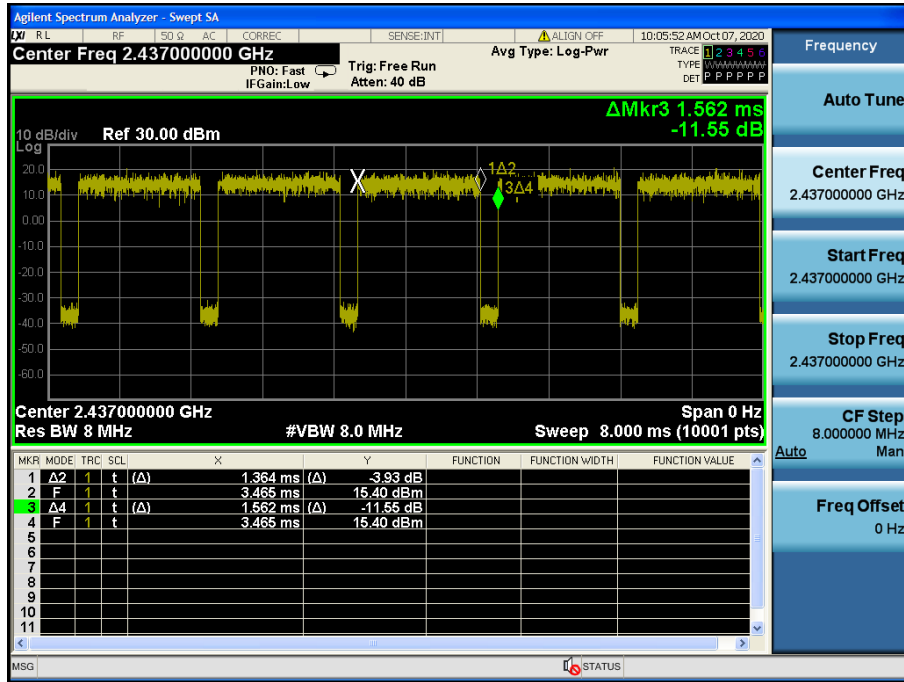 Agilent Spectrum Analyzer - Swept SA
LXI RL RF 50 Ω AC CORREC SENSE:INT ALIGN OFF 10:05:52 AM Oct 07, 2020
Center Freq 2.437000000 GHz
PNO: Fast
IFGain:Low
Trig: Free Run
Atten: 40 dB
Avg Type: Log-Pwr
TRACE 1 2 3 4 5 6
TYPE
DET P P P P P P
ΔMkr3 1.562 ms
-11.55 dB
10 dB/div Ref 30.00 dBm
Log
20.0
10.0
0.00
-10.0
-20.0
-30.0
-40.0
-50.0
-60.0
X
1Δ2
3Δ4
Center 2.437000000 GHz Span 0 Hz
Res BW 8 MHz #VBW 8.0 MHz Sweep 8.000 ms (10001 pts)
MKR MODE TRC SCL X Y FUNCTION FUNCTION WIDTH FUNCTION VALUE
1 Δ2 1 t (Δ) 1.364 ms (Δ) -3.93 dB
2 F 1 t 3.465 ms 15.40 dBm
3 Δ4 1 t (Δ) 1.562 ms (Δ) -11.55 dB
4 F 1 t 3.465 ms 15.40 dBm
5
6
7
8
9
10
11
MSG STATUS
Frequency
Auto Tune
Center Freq
2.437000000 GHz
Start Freq
2.437000000 GHz
Stop Freq
2.437000000 GHz
CF Step
8.000000 MHz
Auto Man
Freq Offset
0 Hz